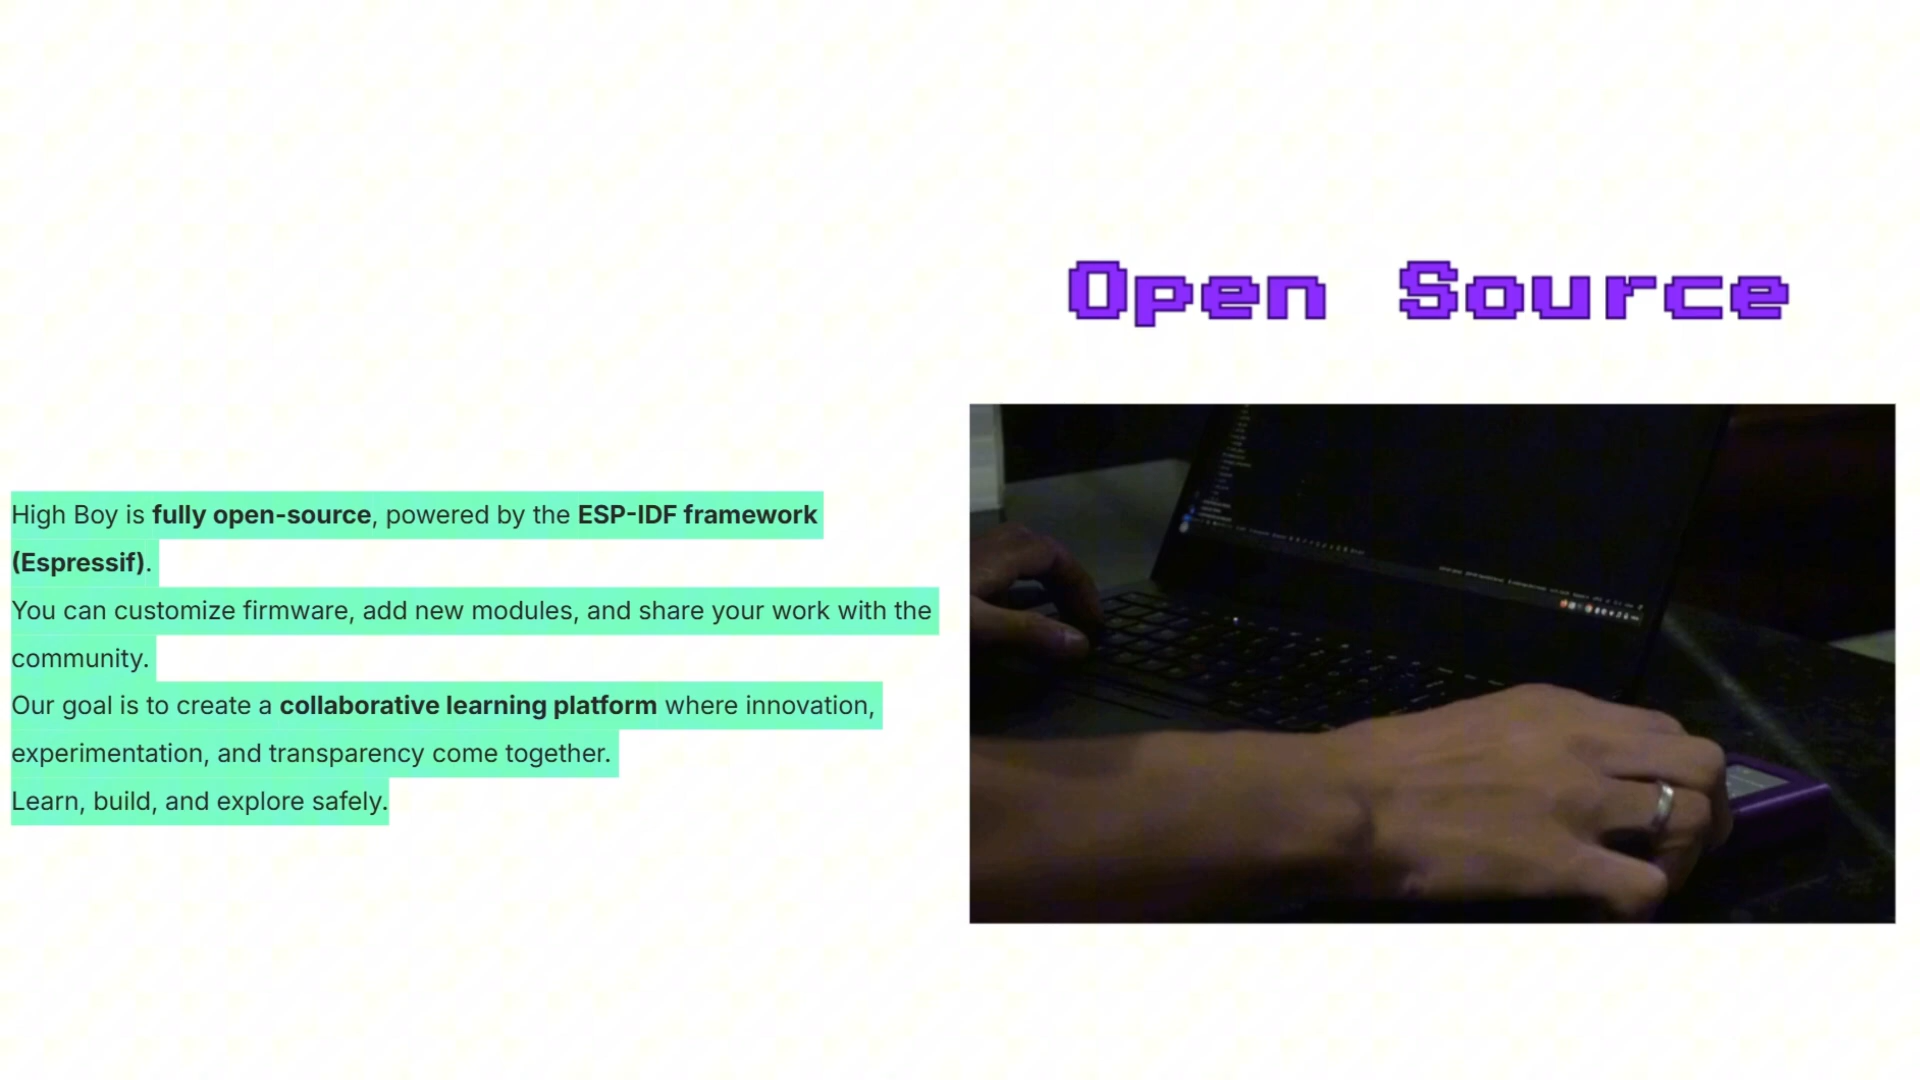 Open Source
High Boy is fully open-source, powered by the ESP-IDF framework
(Espressif).
You can customize firmware, add new modules, and share your work with the
community.
Our goal is to create a collaborative learning platform where innovation,
experimentation, and transparency come together.
Learn, build, and explore safely.